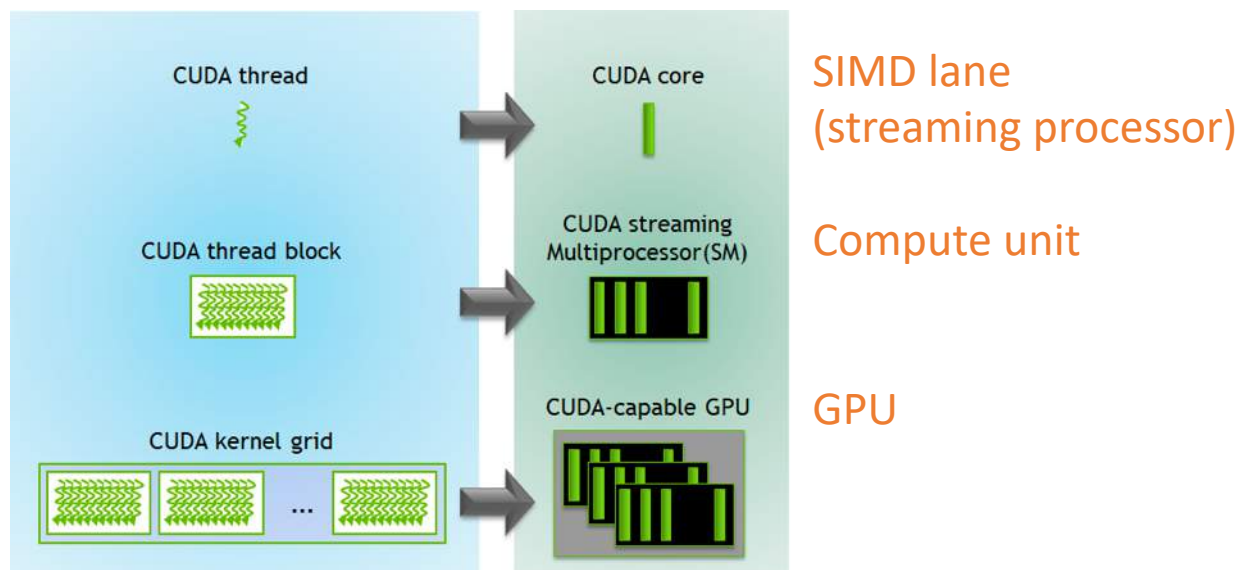 CUDA thread
CUDA core
SIMD lane
(streaming processor)
CUDA thread block
CUDA streaming
Multiprocessor(SM)
Compute unit
CUDA kernel grid
...
CUDA-capable GPU
GPU